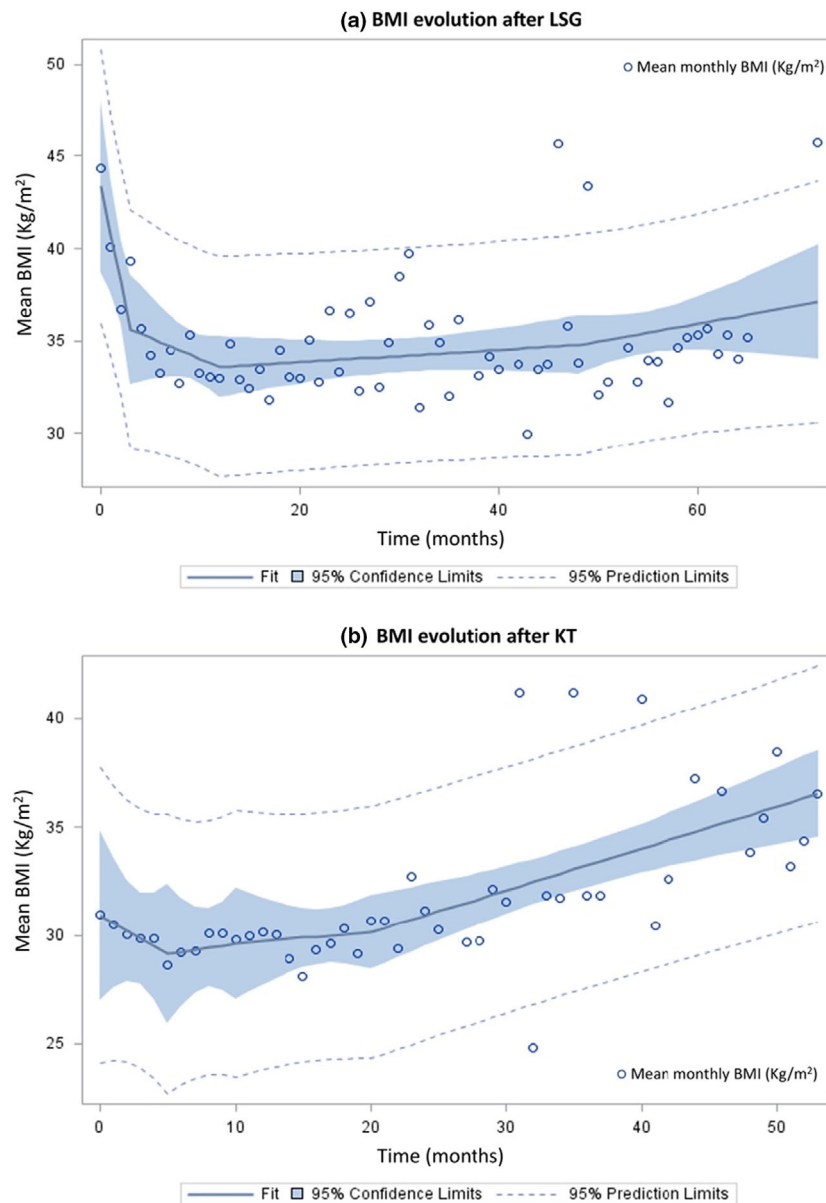 (a) BMI evolution after LSG
50
45
40
35
30
Mean BMI (Kg/m²)
Mean monthly BMI (Kg/m²)
0 20 40 60
Time (months)
Fit 95% Confidence Limits 95% Prediction Limits
(b) BMI evolution after KT
40
35
30
25
Mean BMI (Kg/m²)
Mean monthly BMI (Kg/m²)
0 10 20 30 40 50
Time (months)
Fit 95% Confidence Limits 95% Prediction Limits